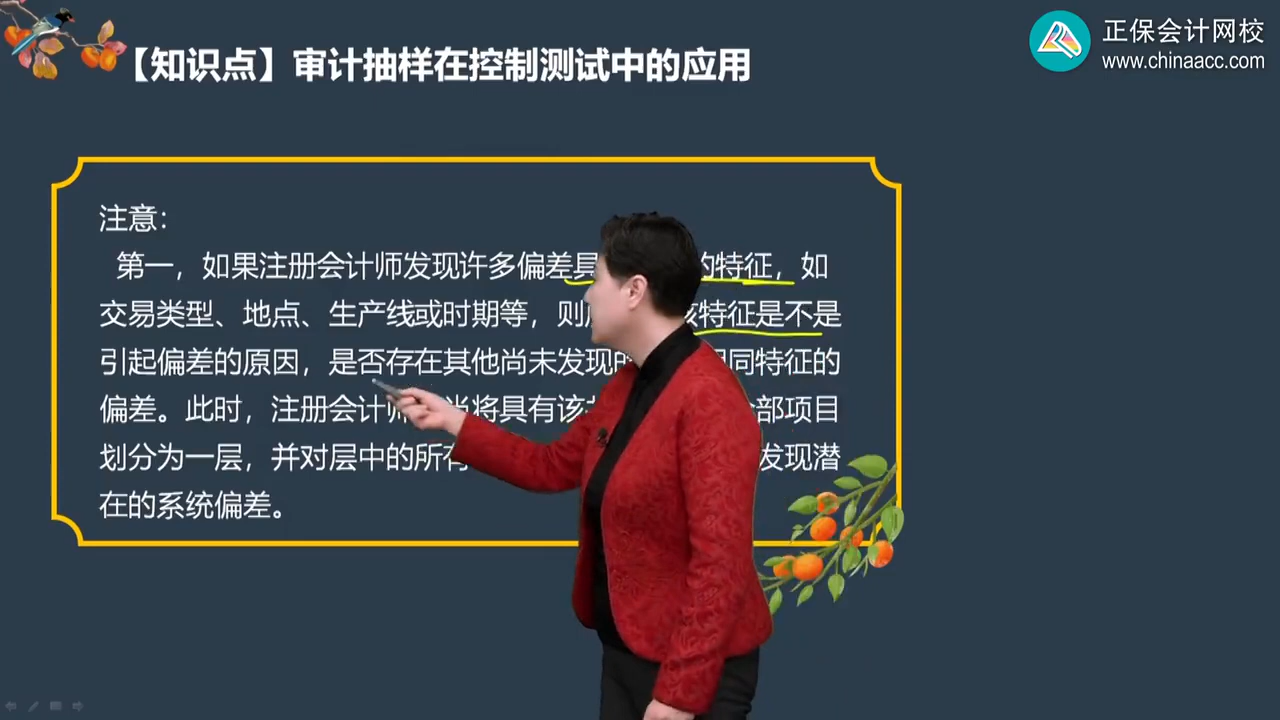 【知识点】审计抽样在控制测试中的应用
正保会计网校
www.chinaacc.com
注意：
第一，如果注册会计师发现许多偏差具 的特征，如
交易类型、地点、生产线或时期等，则 特征是不是
引起偏差的原因，是否存在其他尚未发现 同特征的
偏差。此时，注册会计师 将具有该 部项目
划分为一层，并对层中的所有 发现潜
在的系统偏差。